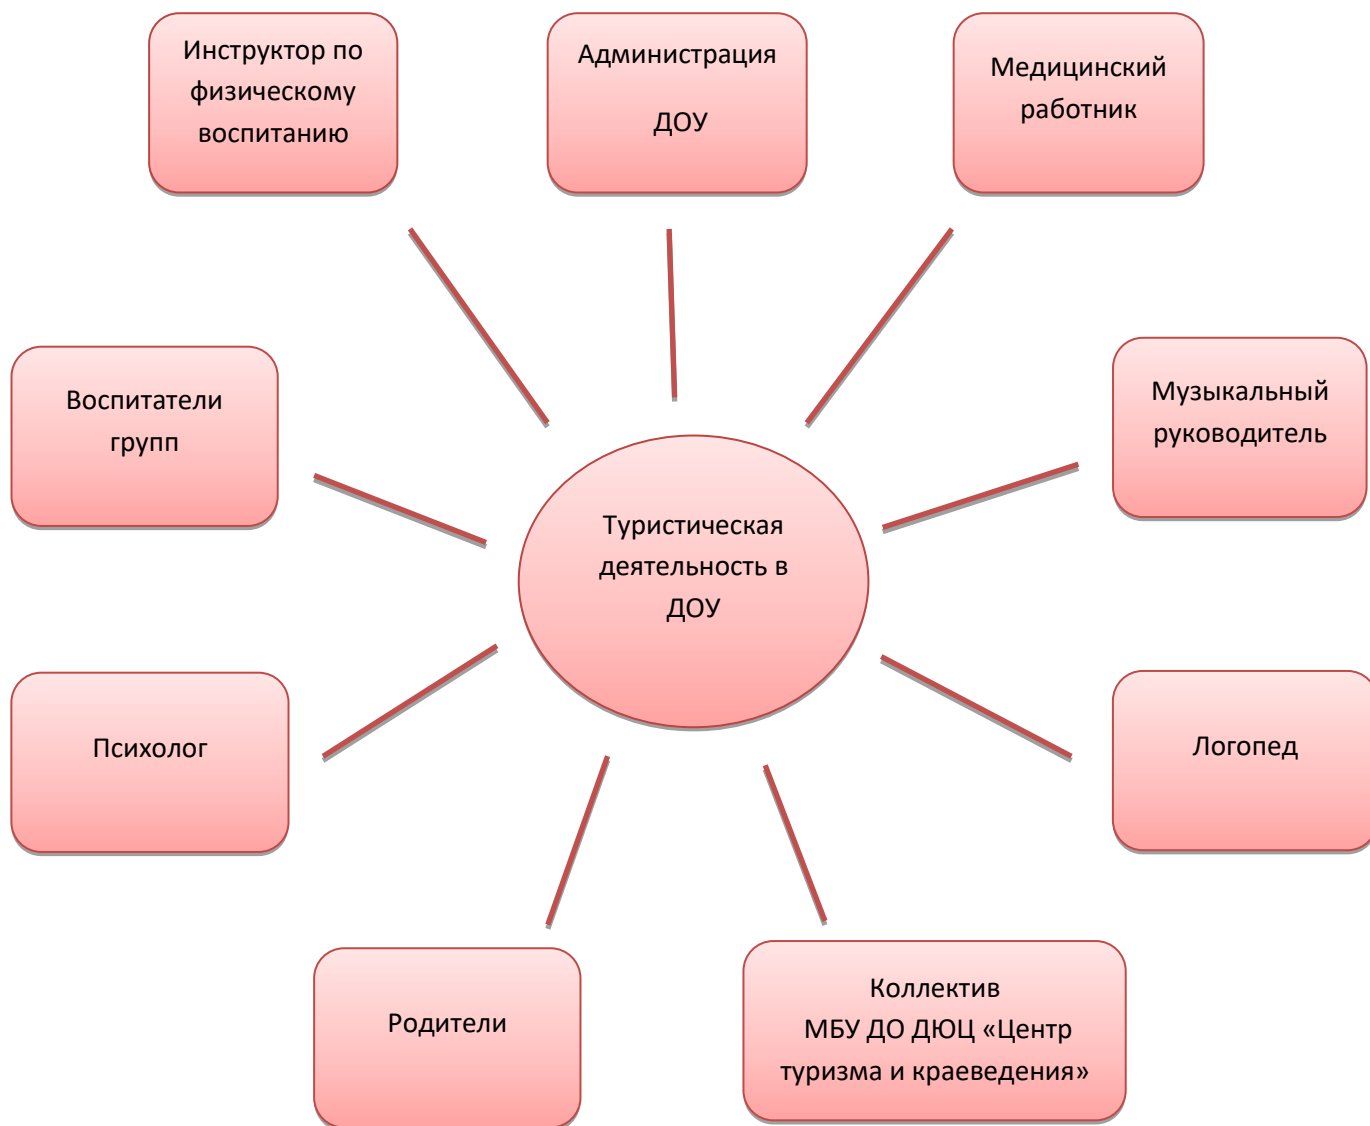 Инструктор по
физическому
воспитанию
Администрация
ДОУ
Медицинский
работник
Воспитатели
групп
Музыкальный
руководитель
Туристическая
деятельность в
ДОУ
Психолог
Логопед
Родители
Коллектив
МБУ ДО ДЮЦ «Центр
туризма и краеведения»